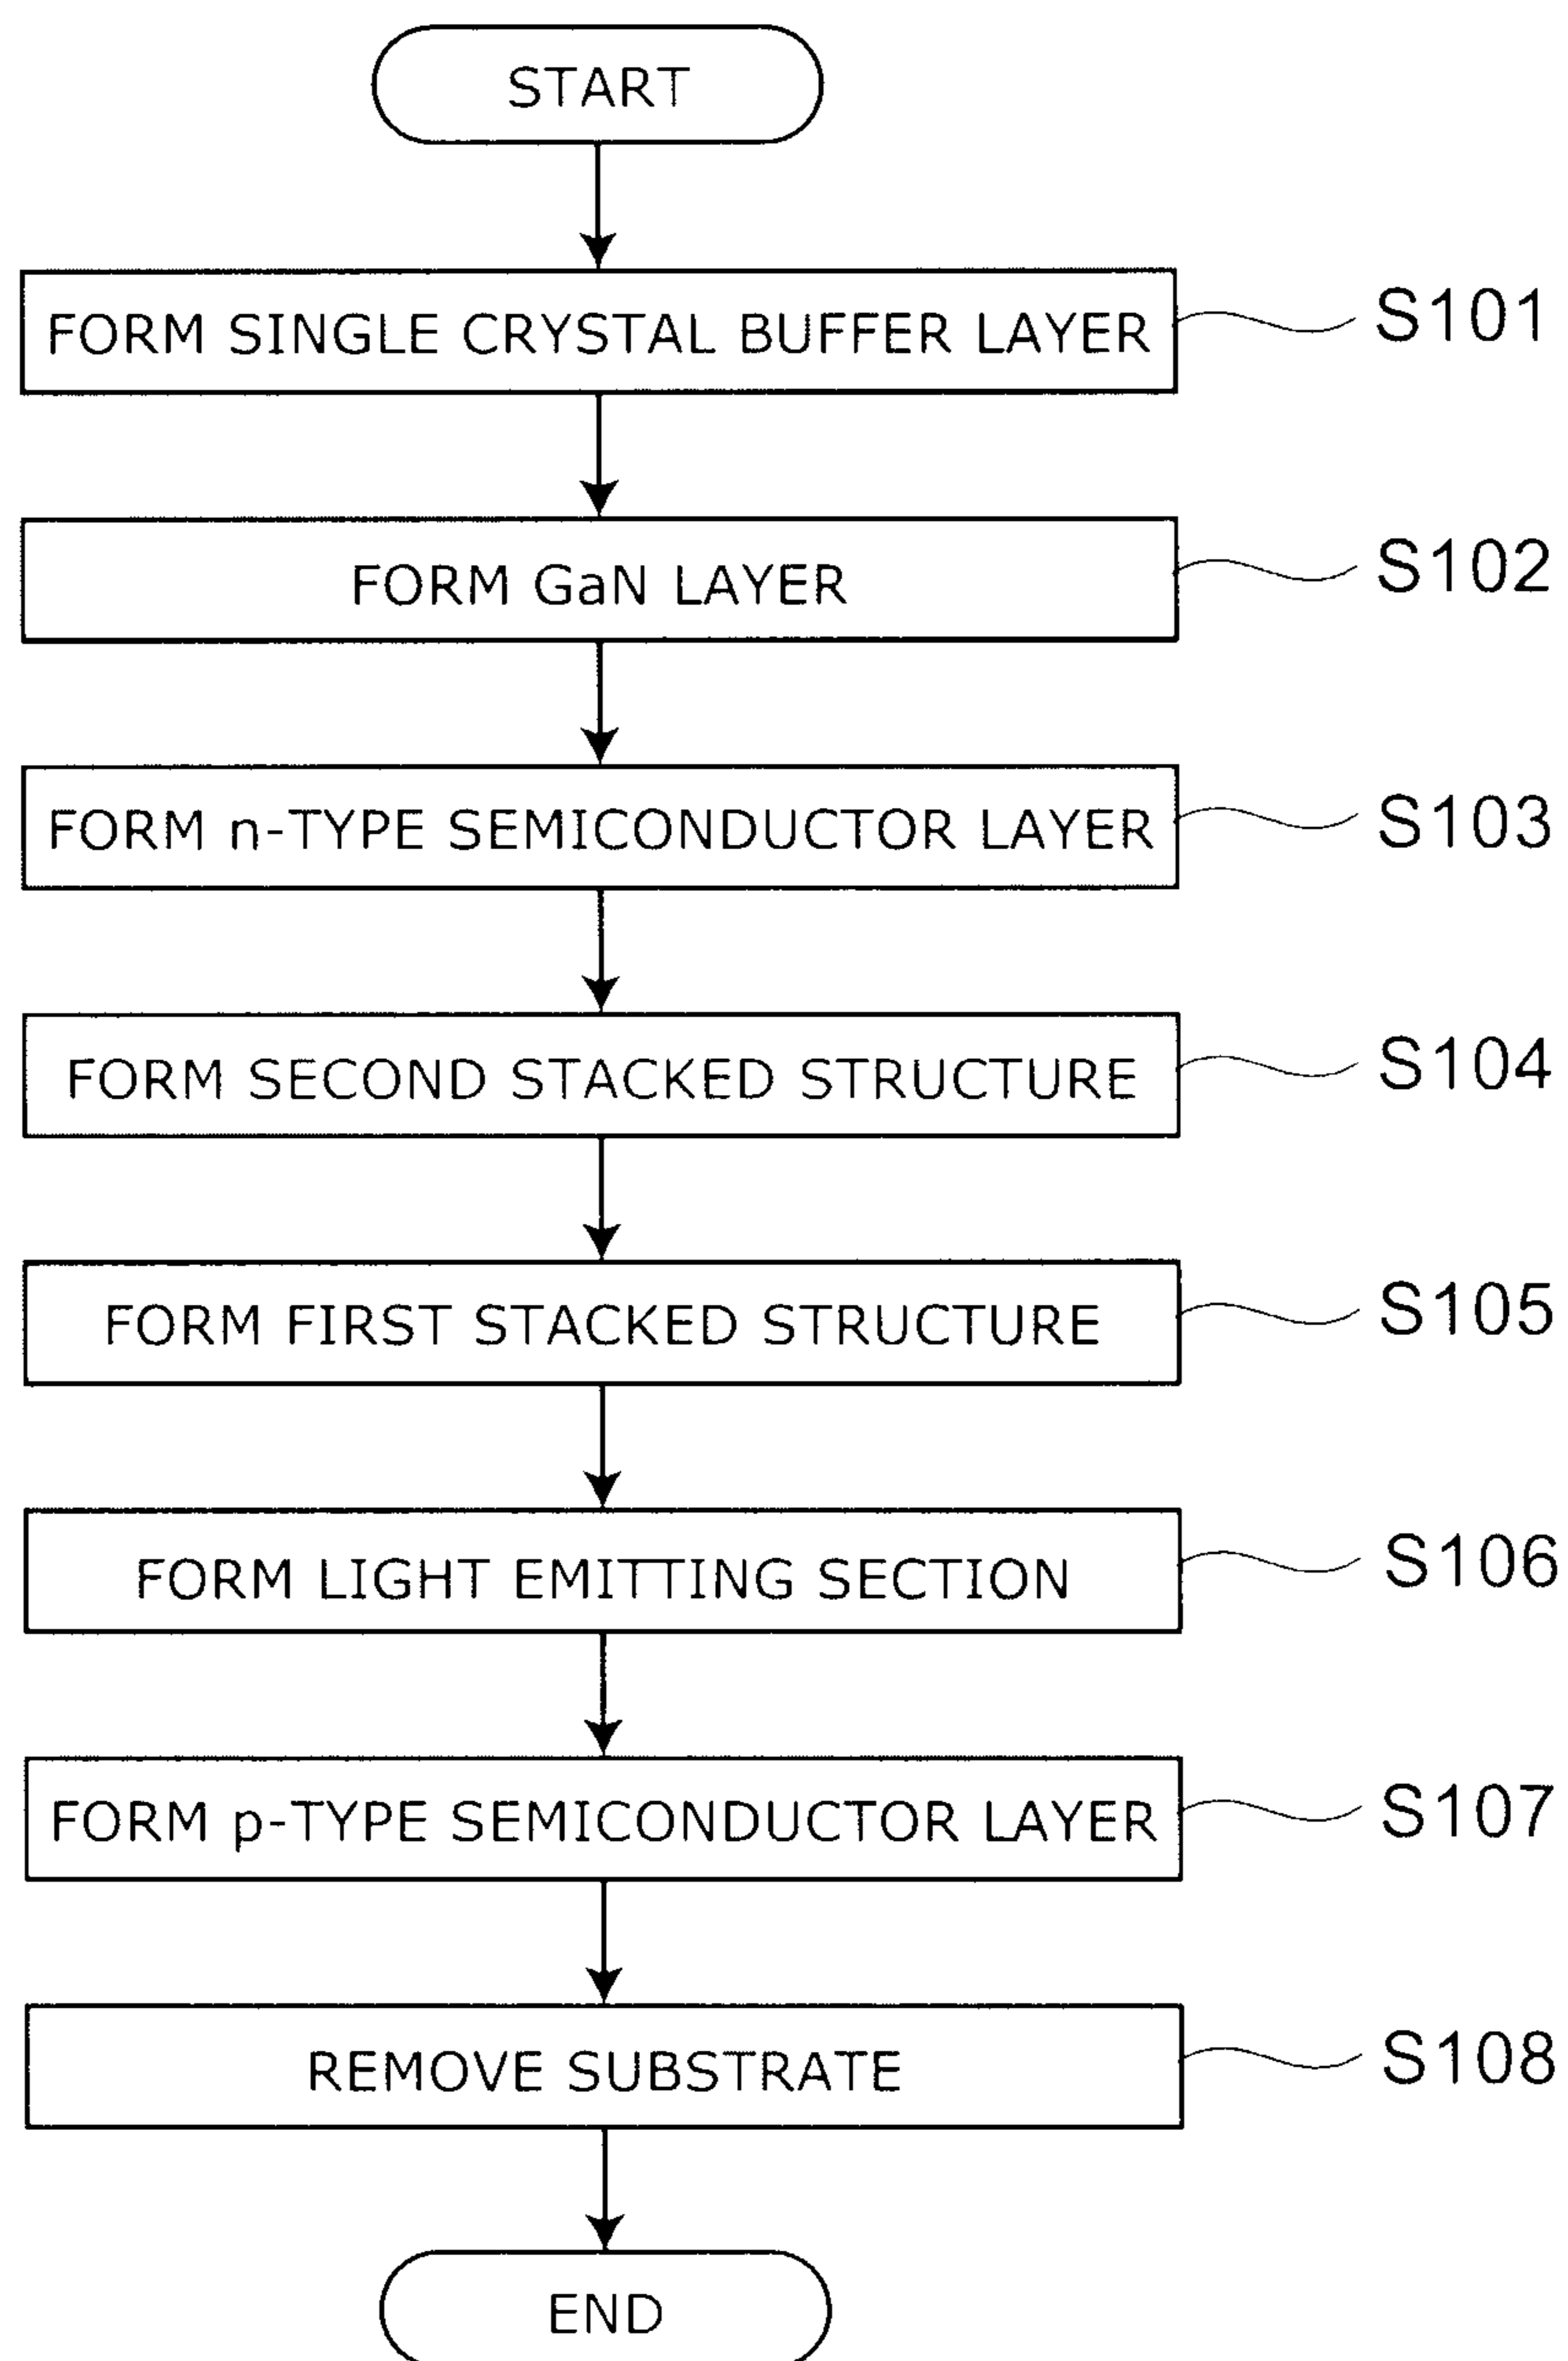 START
FORM SINGLE CRYSTAL BUFFER LAYER
S101
FORM GaN LAYER
S102
FORM n-TYPE SEMICONDUCTOR LAYER
S103
FORM SECOND STACKED STRUCTURE
S104
FORM FIRST STACKED STRUCTURE
S105
FORM LIGHT EMITTING SECTION
S106
FORM p-TYPE SEMICONDUCTOR LAYER
S107
REMOVE SUBSTRATE
S108
END